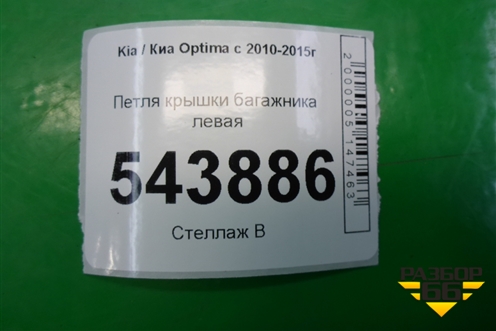 Kia / Киа Optima с 2010-2015г
Петля крышки багажника
левая
543886
Стеллаж В
2000005147463
РАЗБОР
66